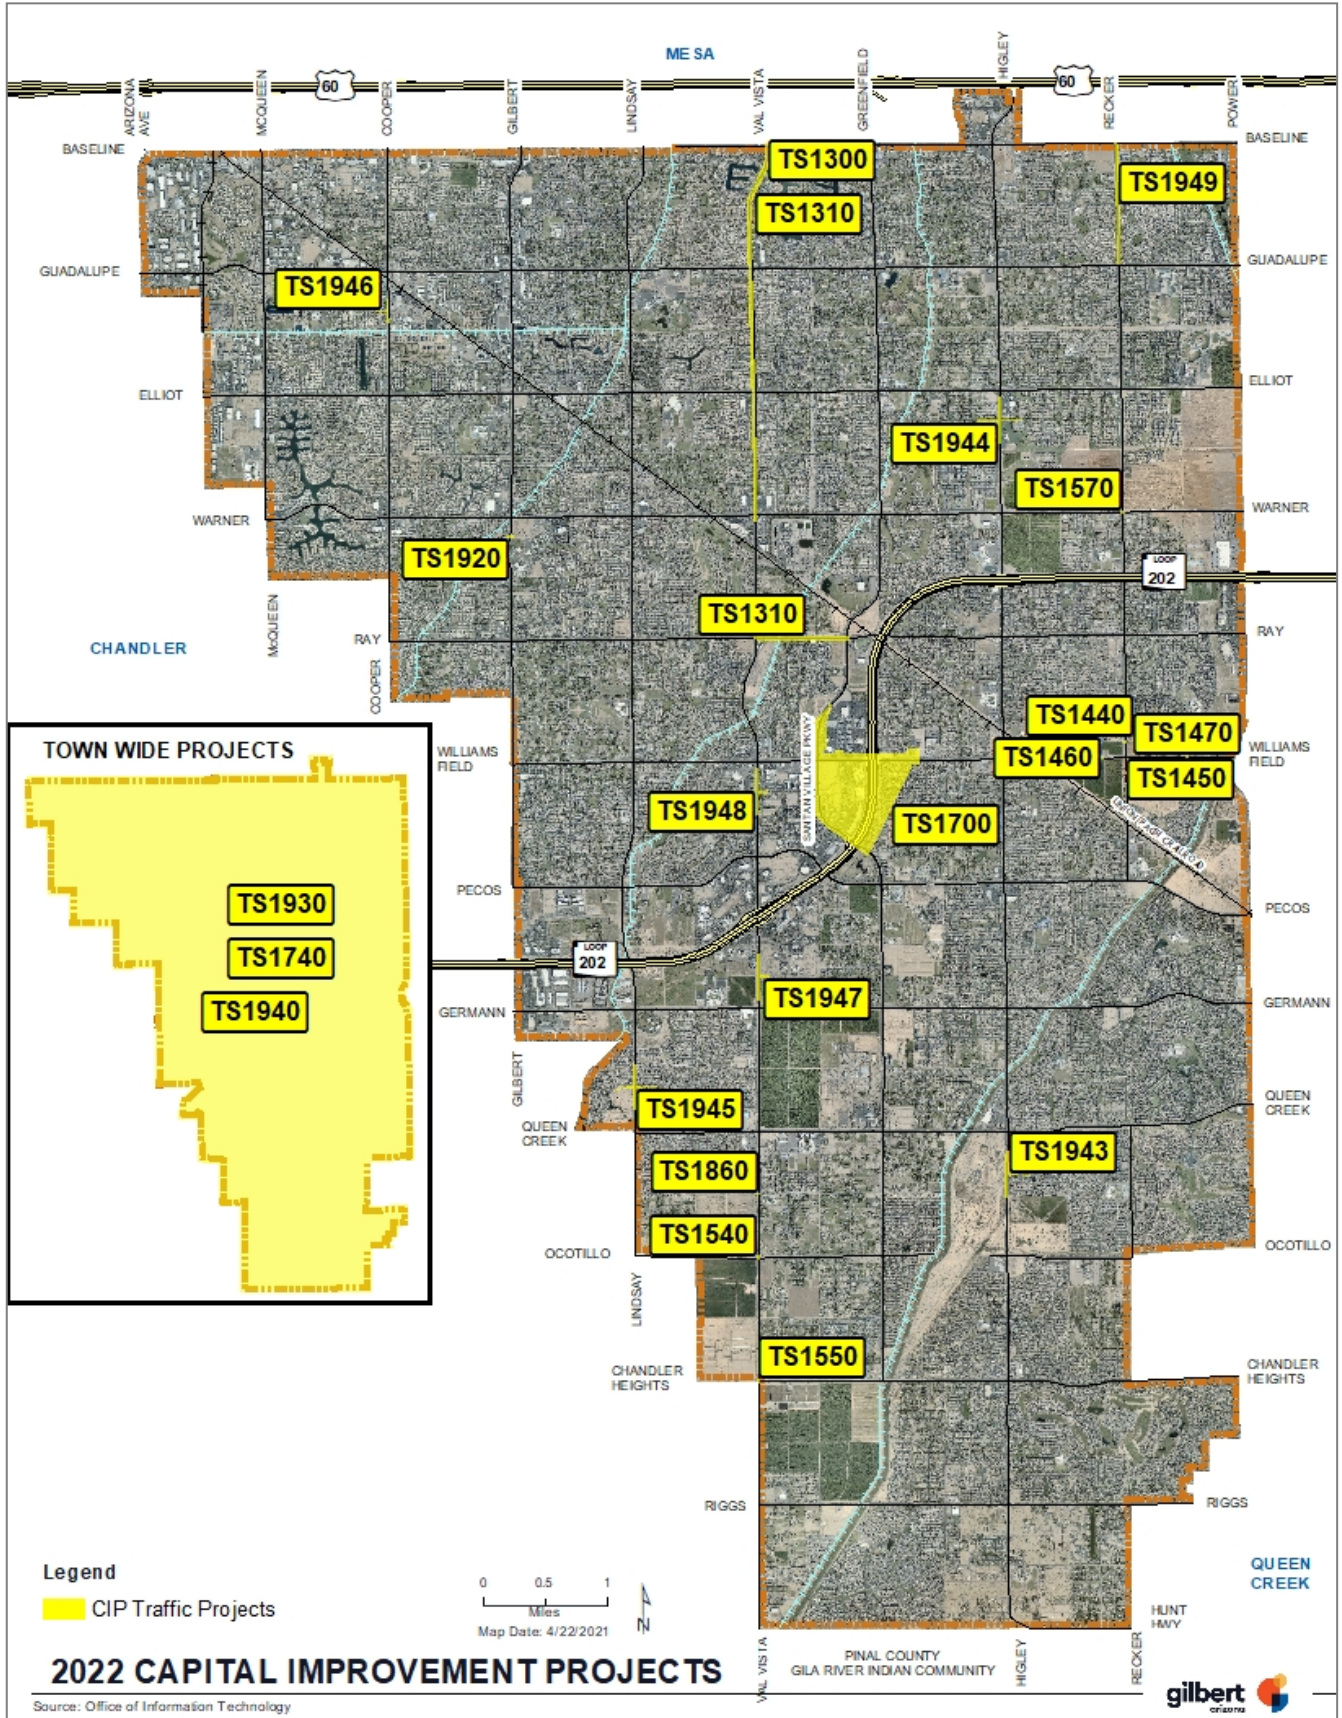 MESA
60
60
ARIZONA
AVE
MCQUEEN
COOPER
GILBERT
LINDSAY
VAL VISTA
GREENFIELD
HIGLEY
RECKER
POWER
BASELINE
BASELINE
TS1300
TS1949
TS1310
GUADALUPE
GUADALUPE
TS1946
ELLIOT
ELLIOT
TS1944
TS1570
WARNER
WARNER
TS1920
LOOP
202
TS1310
McQUEEN
CHANDLER
RAY
RAY
COOPER
TS1440
TS1470
WILLIAMS
FIELD
WILLIAMS
FIELD
TS1460
TS1450
SANTAN VILLAGE PKWY
TS1948
TS1700
PECOS
PECOS
TOWN WIDE PROJECTS
TS1930
TS1740
TS1940
LOOP
202
TS1947
GERMANN
GERMANN
GILBERT
TS1945
QUEEN
CREEK
QUEEN
CREEK
TS1943
TS1860
TS1540
OCOTILLO
OCOTILLO
LINDSAY
TS1550
CHANDLER
HEIGHTS
CHANDLER
HEIGHTS
RIGGS
RIGGS
QUEEN
CREEK
Legend
CIP Traffic Projects
0 0.5 1
Miles
Map Date: 4/22/2021
N
HUNT
HWY
VAL VISTA
PINAL COUNTY
GILA RIVER INDIAN COMMUNITY
HIGLEY
RECKER
2022 CAPITAL IMPROVEMENT PROJECTS
Source: Office of Information Technology
gilbert
arizona